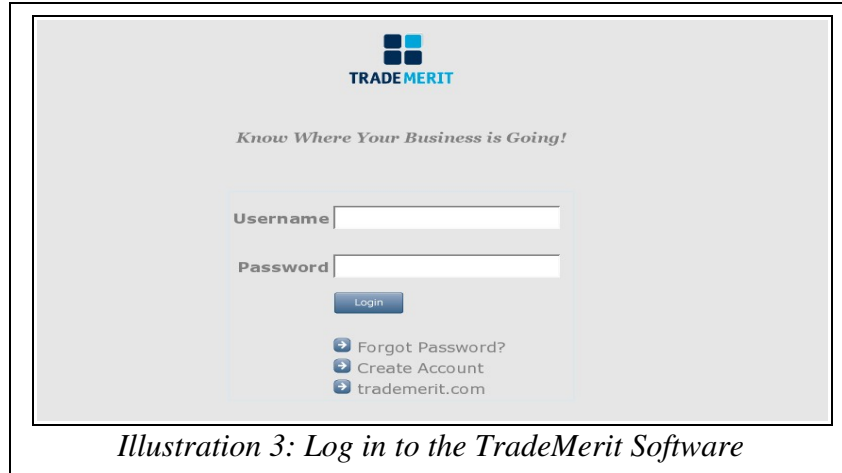 TRADEMERIT
Know Where Your Business is Going!
Username
Password
Login
Forgot Password?
Create Account
trademerit.com
Illustration 3: Log in to the TradeMerit Software